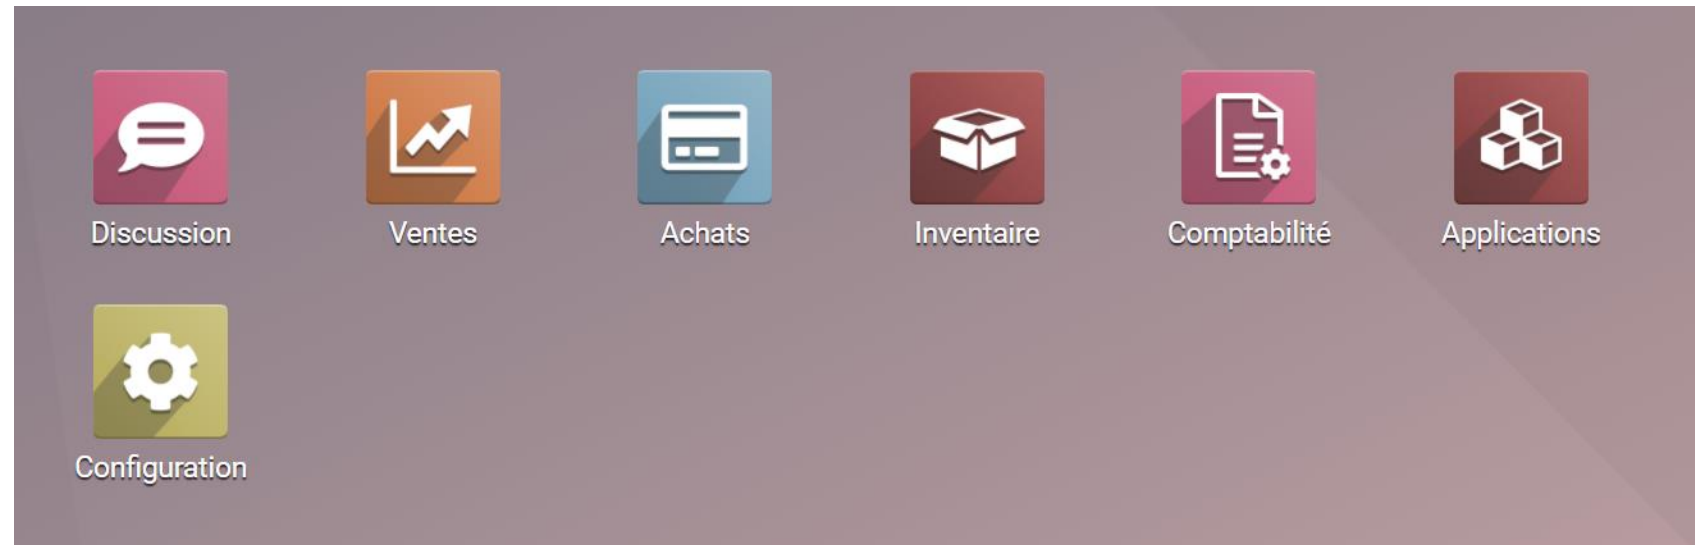 Discussion
Ventes
Achats
Inventaire
Comptabilité
Applications
Configuration